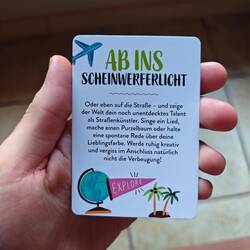 AB INS
SCHEINWERFERLICHT
Oder eben auf die Straße – und zeige
der Welt dein noch unentdecktes Talent
als Straßenkünstler. Singe ein Lied,
mache einen Purzelbaum oder halte
eine spontane Rede über deine
Lieblingsfarbe. Werde ruhig kreativ
und vergiss im Anschluss natürlich
nicht die Verbeugung!
EXPLORE